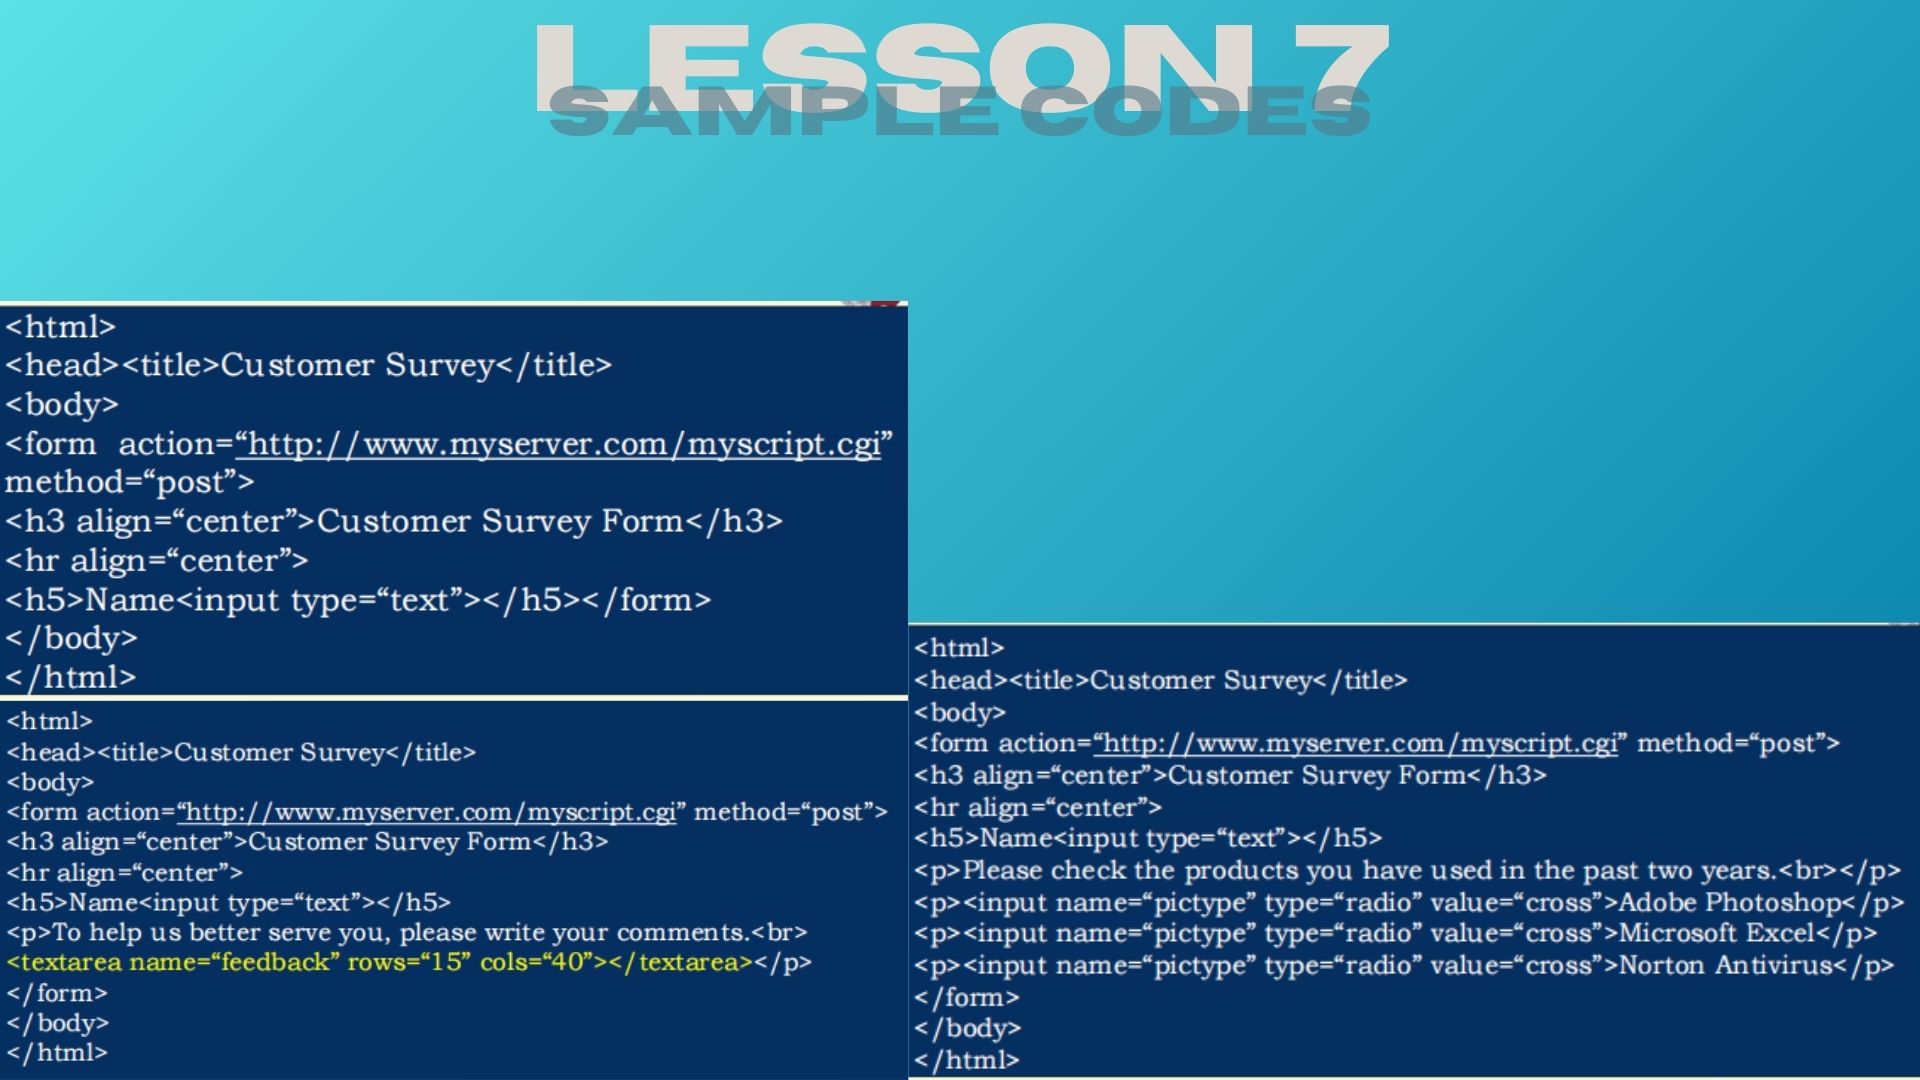 LESSON 7
SAMPLE CODES
<html>
<head><title>Customer Survey</title>
<body>
<form action=“http://www.myserver.com/myscript.cgi”
method=“post”>
<h3 align=“center”>Customer Survey Form</h3>
<hr align=“center”>
<h5>Name<input type=“text”></h5></form>
</body>
</html>
<html>
<head><title>Customer Survey</title>
<body>
<form action=“http://www.myserver.com/myscript.cgi” method=“post”>
<h3 align=“center”>Customer Survey Form</h3>
<hr align=“center”>
<h5>Name<input type=“text”></h5>
<p>To help us better serve you, please write your comments.<br>
<textarea name=“feedback” rows=“15” cols=“40”></textarea></p>
</form>
</body>
</html>
<html>
<head><title>Customer Survey</title>
<body>
<form action=“http://www.myserver.com/myscript.cgi” method=“post”>
<h3 align=“center”>Customer Survey Form</h3>
<hr align=“center”>
<h5>Name<input type=“text”></h5>
<p>Please check the products you have used in the past two years.<br></p>
<p><input name=“pictype” type=“radio” value=“cross”>Adobe Photoshop</p>
<p><input name=“pictype” type=“radio” value=“cross”>Microsoft Excel</p>
<p><input name=“pictype” type=“radio” value=“cross”>Norton Antivirus</p>
</form>
</body>
</html>